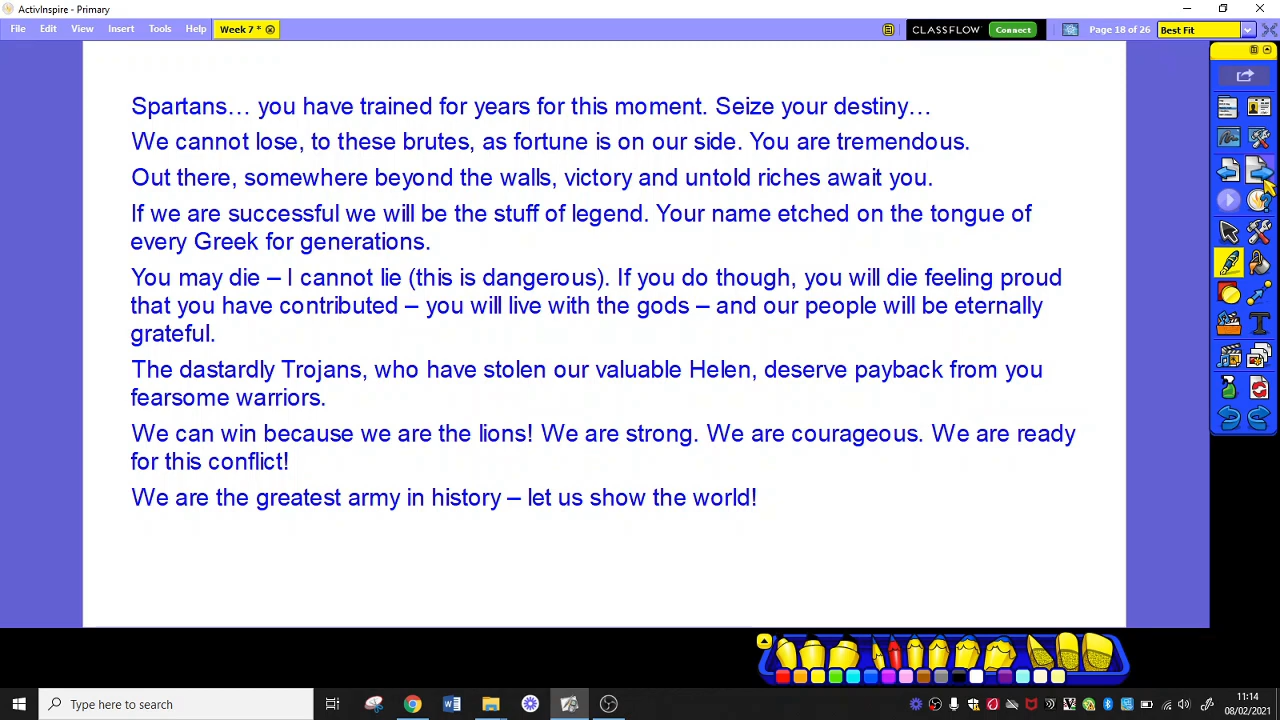 ActivInspire - Primary
File Edit View Insert Tools Help Week 7 * CLASSFLOW Connect Page 18 of 26 Best Fit
Spartans… you have trained for years for this moment. Seize your destiny…
We cannot lose, to these brutes, as fortune is on our side. You are tremendous.
Out there, somewhere beyond the walls, victory and untold riches await you.
If we are successful we will be the stuff of legend. Your name etched on the tongue of
every Greek for generations.
You may die – I cannot lie (this is dangerous). If you do though, you will die feeling proud
that you have contributed – you will live with the gods – and our people will be eternally
grateful.
The dastardly Trojans, who have stolen our valuable Helen, deserve payback from you
fearsome warriors.
We can win because we are the lions! We are strong. We are courageous. We are ready
for this conflict!
We are the greatest army in history – let us show the world!
Type here to search
11:14
08/02/2021